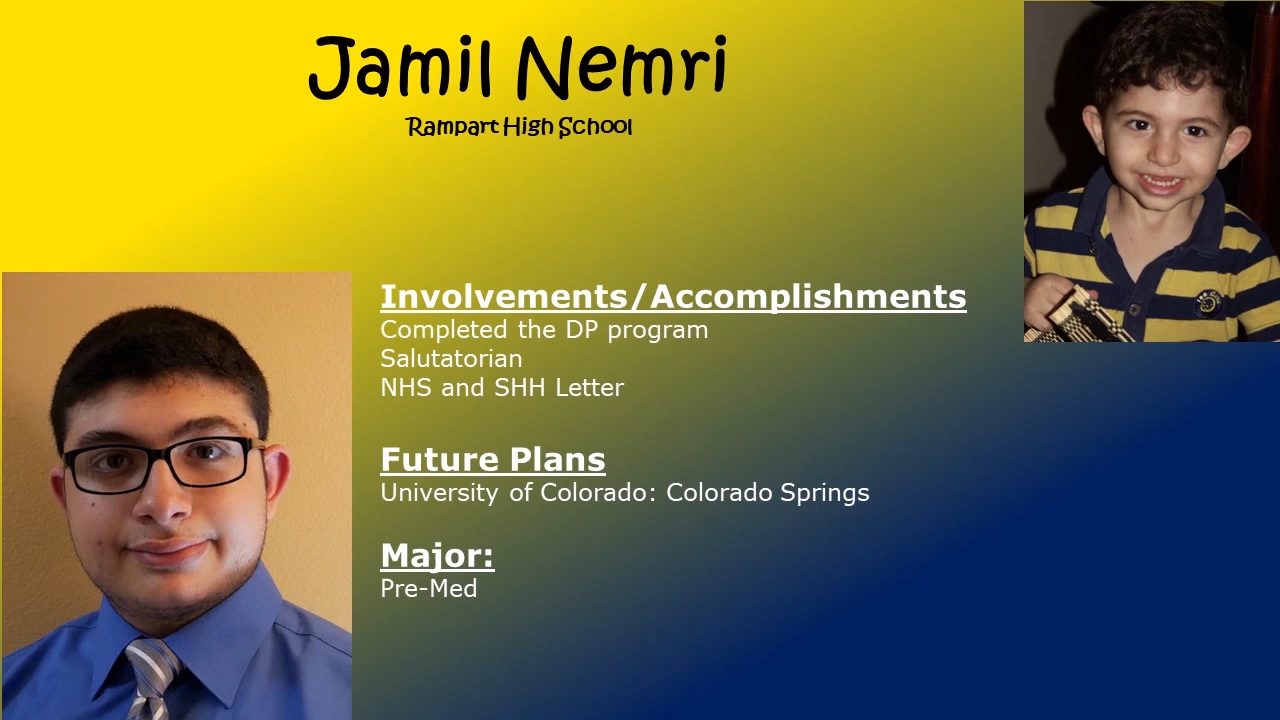 Jamil Nemri
Rampart High School
Involvements/Accomplishments
Completed the DP program
Salutatorian
NHS and SHH Letter
Future Plans
University of Colorado: Colorado Springs
Major:
Pre-Med